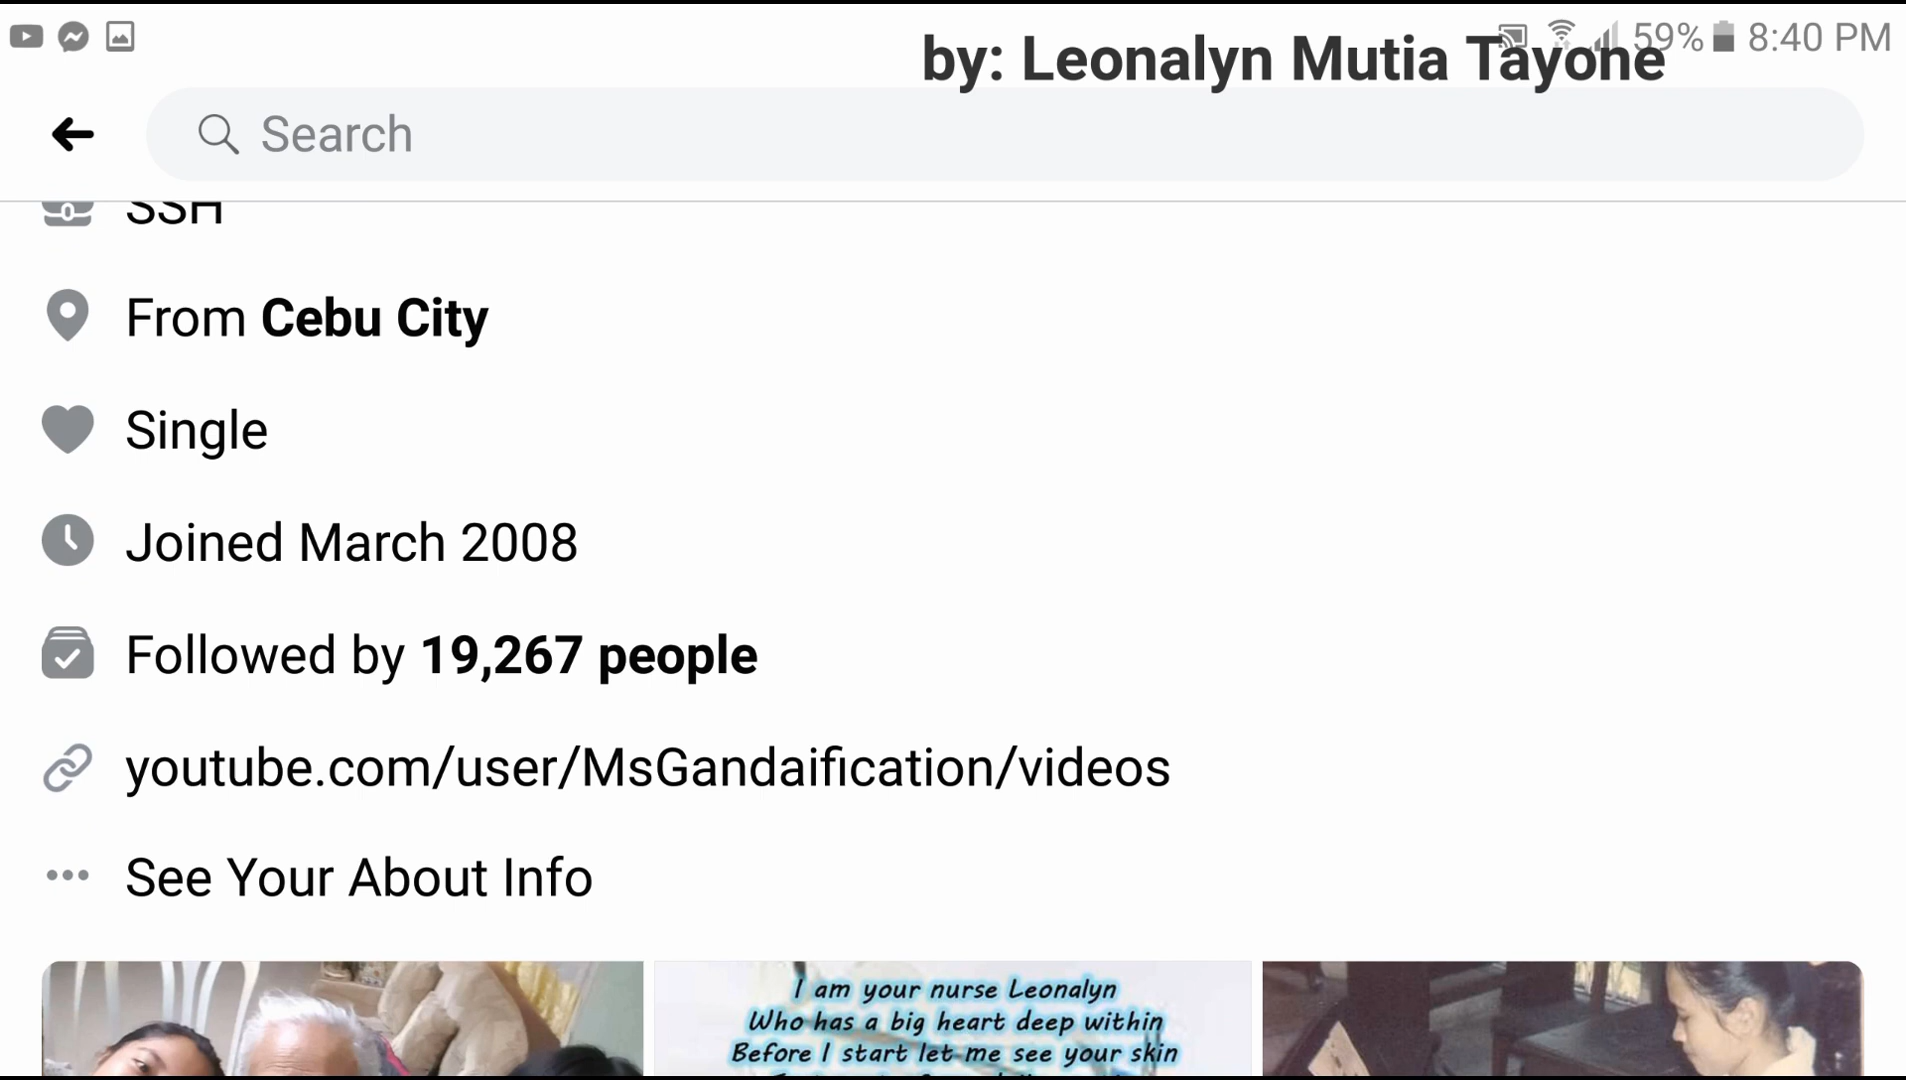 by: Leonalyn Mutia Tayone
59% 8:40 PM
Search
SSH
From Cebu City
Single
Joined March 2008
Followed by 19,267 people
youtube.com/user/MsGandaification/videos
See Your About Info
I am your nurse Leonalyn
Who has a big heart deep within
Before I start let me see your skin